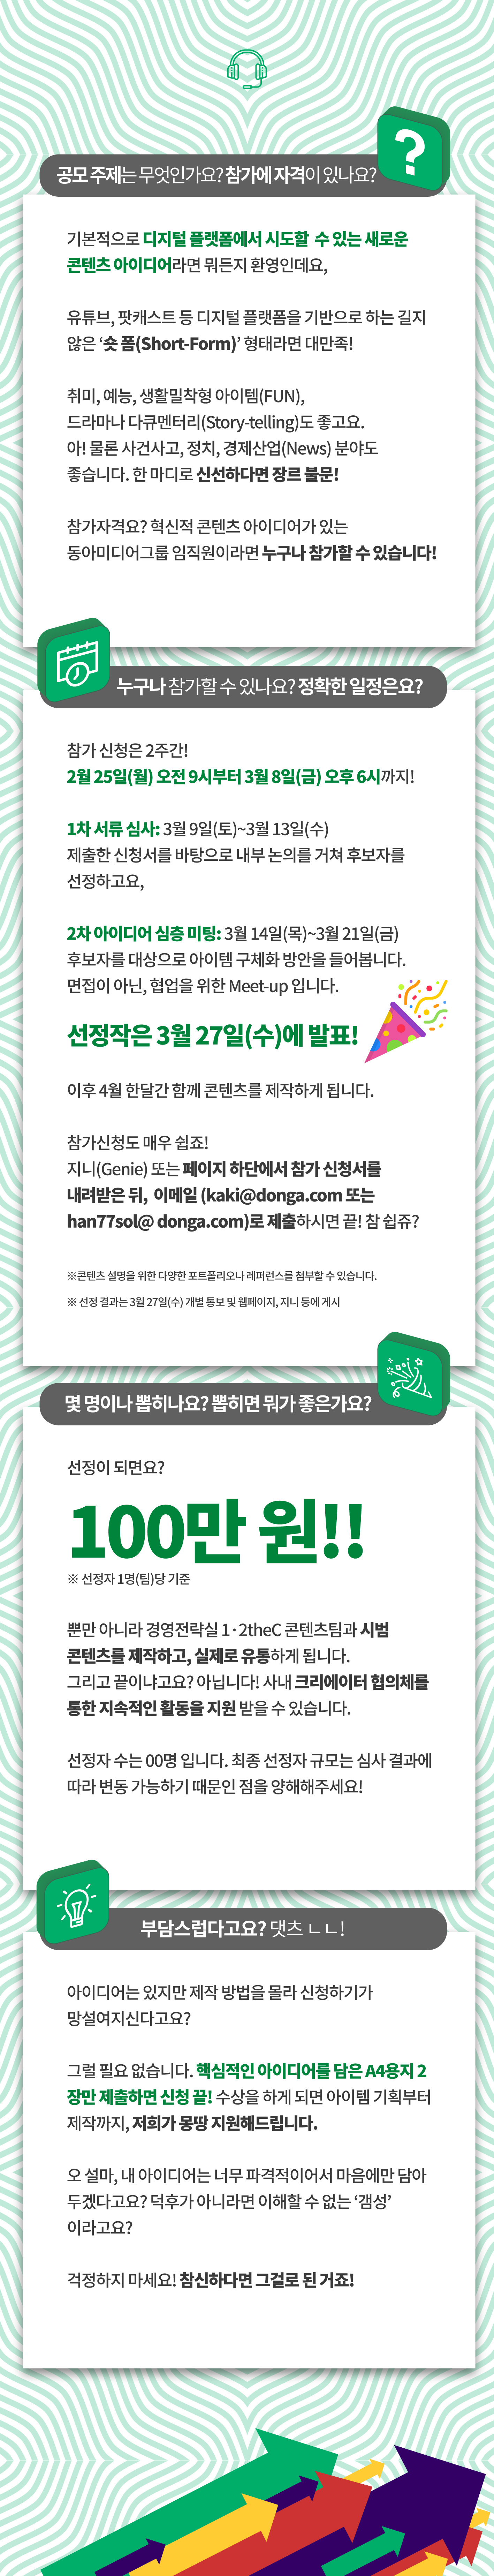 ?
공모 주제는 무엇인가요? 참가에 자격이 있나요?
기본적으로 디지털 플랫폼에서 시도할 수 있는 새로운
콘텐츠 아이디어라면 뭐든지 환영인데요,
유튜브, 팟캐스트 등 디지털 플랫폼을 기반으로 하는 길지
않은 ‘숏 폼(Short-Form)’ 형태라면 대만족!
취미, 예능, 생활밀착형 아이템(FUN),
드라마나 다큐멘터리(Story-telling)도 좋고요.
아! 물론 사건사고, 정치, 경제산업(News) 분야도
좋습니다. 한 마디로 신선하다면 장르 불문!
참가자격요? 혁신적 콘텐츠 아이디어가 있는
동아미디어그룹 임직원이라면 누구나 참가할 수 있습니다!
누구나 참가할 수 있나요? 정확한 일정은요?
참가 신청은 2주간!
2월 25일(월) 오전 9시부터 3월 8일(금) 오후 6시까지!
1차 서류 심사: 3월 9일(토)~3월 13일(수)
제출한 신청서를 바탕으로 내부 논의를 거쳐 후보자를
선정하고요,
2차 아이디어 심층 미팅: 3월 14일(목)~3월 21일(금)
후보자를 대상으로 아이템 구체화 방안을 들어봅니다.
면접이 아닌, 협업을 위한 Meet-up 입니다.
선정작은 3월 27일(수)에 발표!
이후 4월 한달간 함께 콘텐츠를 제작하게 됩니다.
참가신청도 매우 쉽죠!
지니(Genie) 또는 페이지 하단에서 참가 신청서를
내려받은 뒤, 이메일 (kaki@donga.com 또는
han77sol@ donga.com)로 제출하시면 끝! 참 쉽쥬?
※콘텐츠 설명을 위한 다양한 포트폴리오나 레퍼런스를 첨부할 수 있습니다.
※ 선정 결과는 3월 27일(수) 개별 통보 및 웹페이지, 지니 등에 게시
몇 명이나 뽑히나요? 뽑히면 뭐가 좋은가요?
선정이 되면요?
100만 원!!
※ 선정자 1명(팀)당 기준
뿐만 아니라 경영전략실 1·2theC 콘텐츠팀과 시범
콘텐츠를 제작하고, 실제로 유통하게 됩니다.
그리고 끝이냐고요? 아닙니다! 사내 크리에이터 협의체를
통한 지속적인 활동을 지원 받을 수 있습니다.
선정자 수는 00명 입니다. 최종 선정자 규모는 심사 결과에
따라 변동 가능하기 때문인 점을 양해해주세요!
부담스럽다고요? 댓츠 ㄴㄴ!
아이디어는 있지만 제작 방법을 몰라 신청하기가
망설여지신다고요?
그럴 필요 없습니다. 핵심적인 아이디어를 담은 A4용지 2
장만 제출하면 신청 끝! 수상을 하게 되면 아이템 기획부터
제작까지, 저희가 몽땅 지원해드립니다.
오 설마, 내 아이디어는 너무 파격적이어서 마음에만 담아
두겠다고요? 덕후가 아니라면 이해할 수 없는 ‘갬성’
이라고요?
걱정하지 마세요! 참신하다면 그걸로 된 거죠!